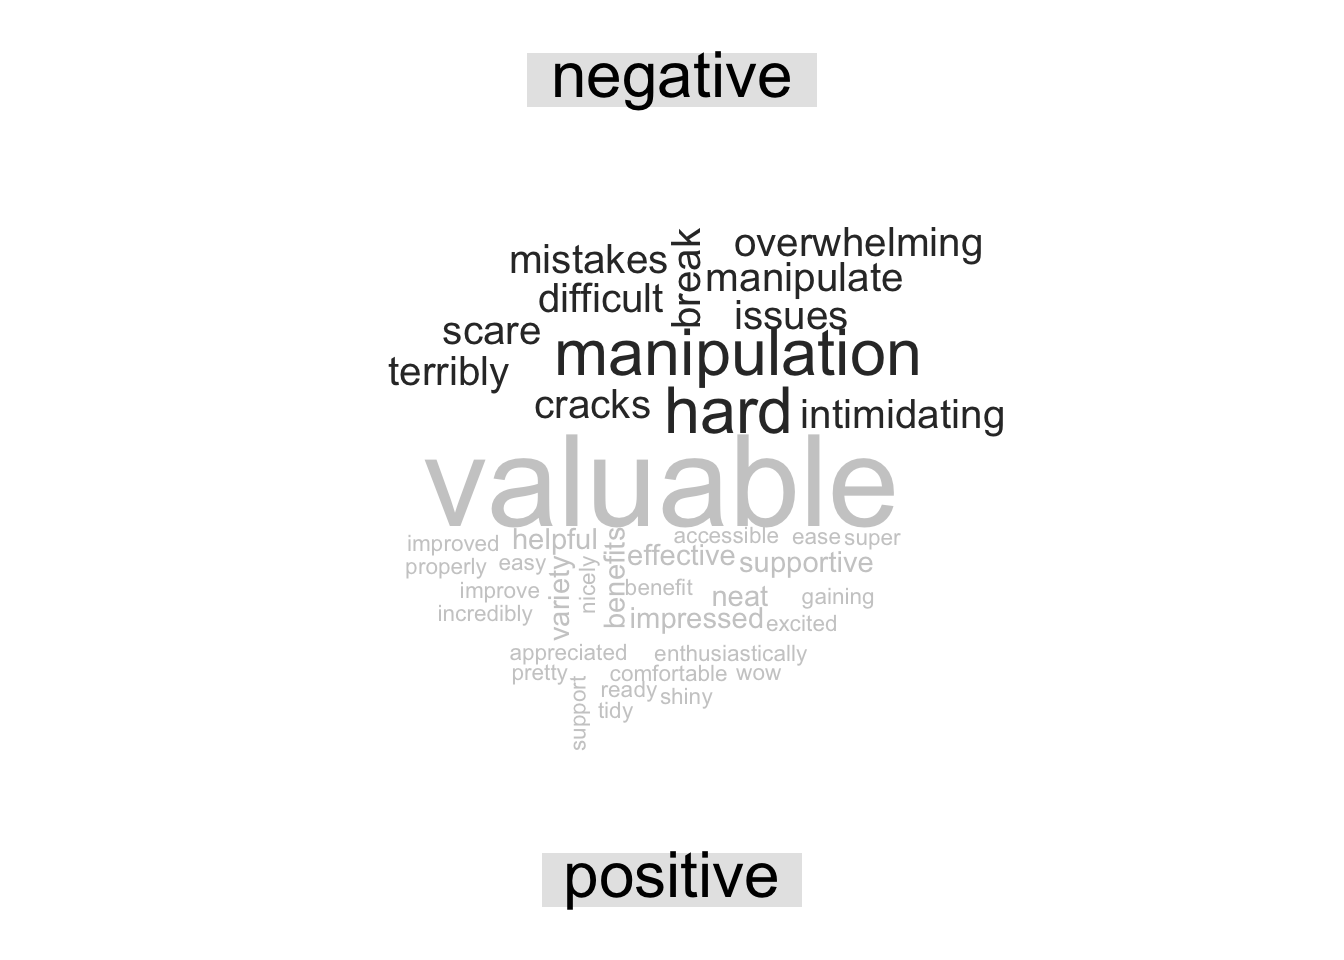 negative
overwhelming
mistakes
break
manipulate
difficult
issues
scare
manipulation
terribly
cracks
hard
intimidating
valuable
improved
helpful
benefits
accessible
ease
super
properly
easy
variety
nicely
effective
supportive
improve
benefit
neat
gaining
incredibly
impressed
excited
appreciated
enthusiastically
pretty
support
comfortable
wow
ready
shiny
tidy
positive